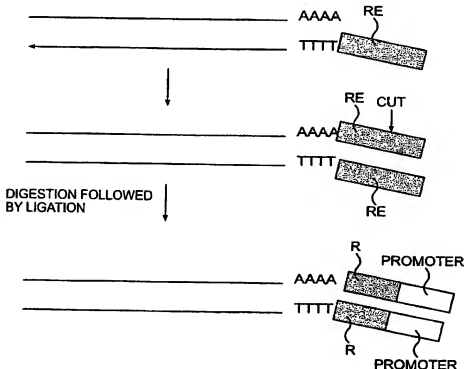 AAAA RE
TTTT
RE CUT
AAAA
TTTT
DIGESTION FOLLOWED
BY LIGATION
RE
R PROMOTER
AAAA
TTTT
R
PROMOTER